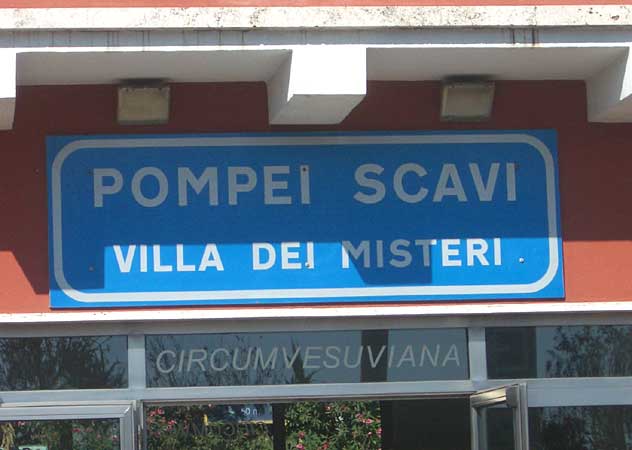 POMPEI SCAVI
VILLA DEI MISTERI
CIRCUMVESUVIANA